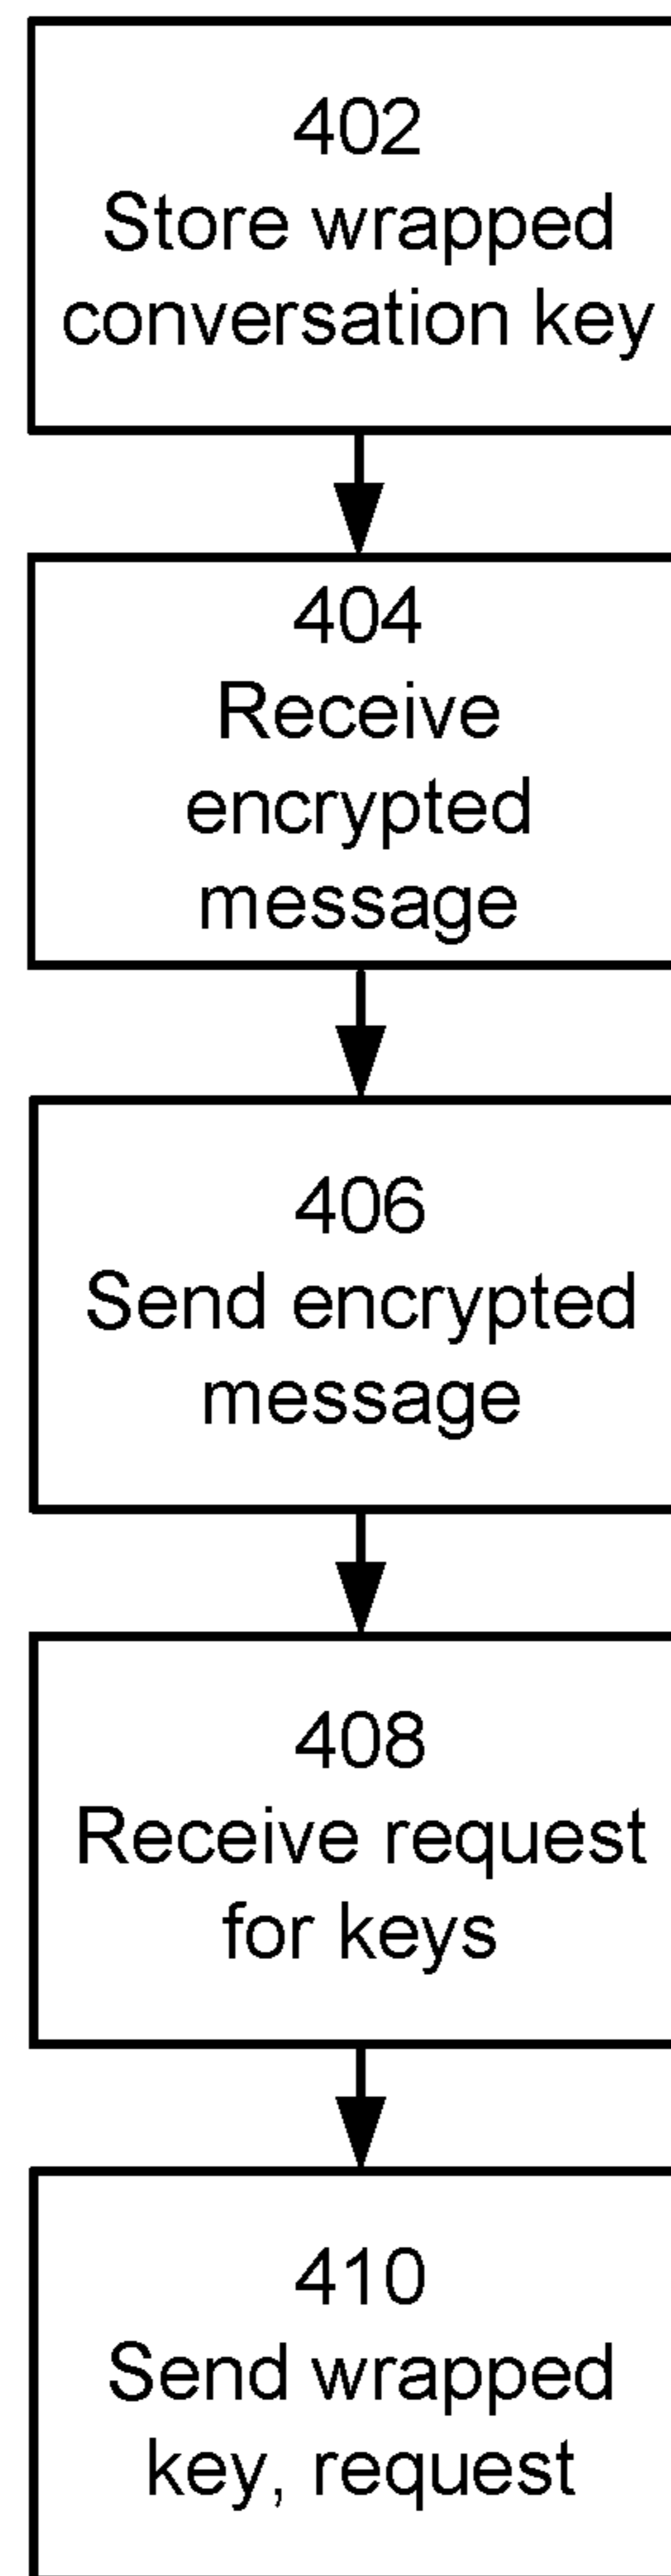 402
Store wrapped
conversation key
404
Receive
encrypted
message
406
Send encrypted
message
408
Receive request
for keys
410
Send wrapped
key, request